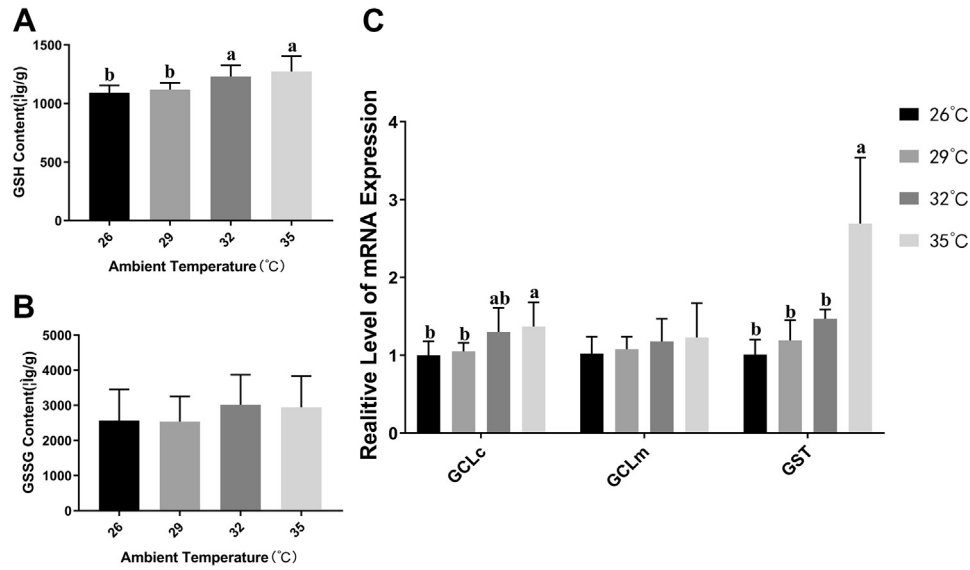 A
1500
1000
500
0
GSH Content(¦Ìg/g)
b
b
a
a
26
29
32
35
Ambient Temperature(°C)
B
5000
4000
3000
2000
1000
0
GSSG Content(¦Ìg/g)
26
29
32
35
Ambient Temperature(°C)
C
Realitive Level of mRNA Expression
4
3
2
1
0
b
b
ab
a
b
b
b
a
GCLc
GCLm
GST
26°C
29°C
32°C
35°C